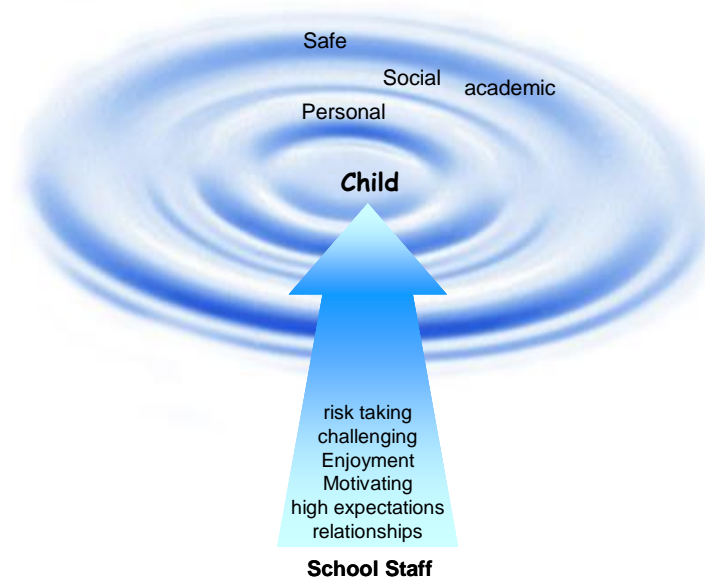 Safe
Social
academic
Personal
Child
risk taking
challenging
Enjoyment
Motivating
high expectations
relationships
School Staff